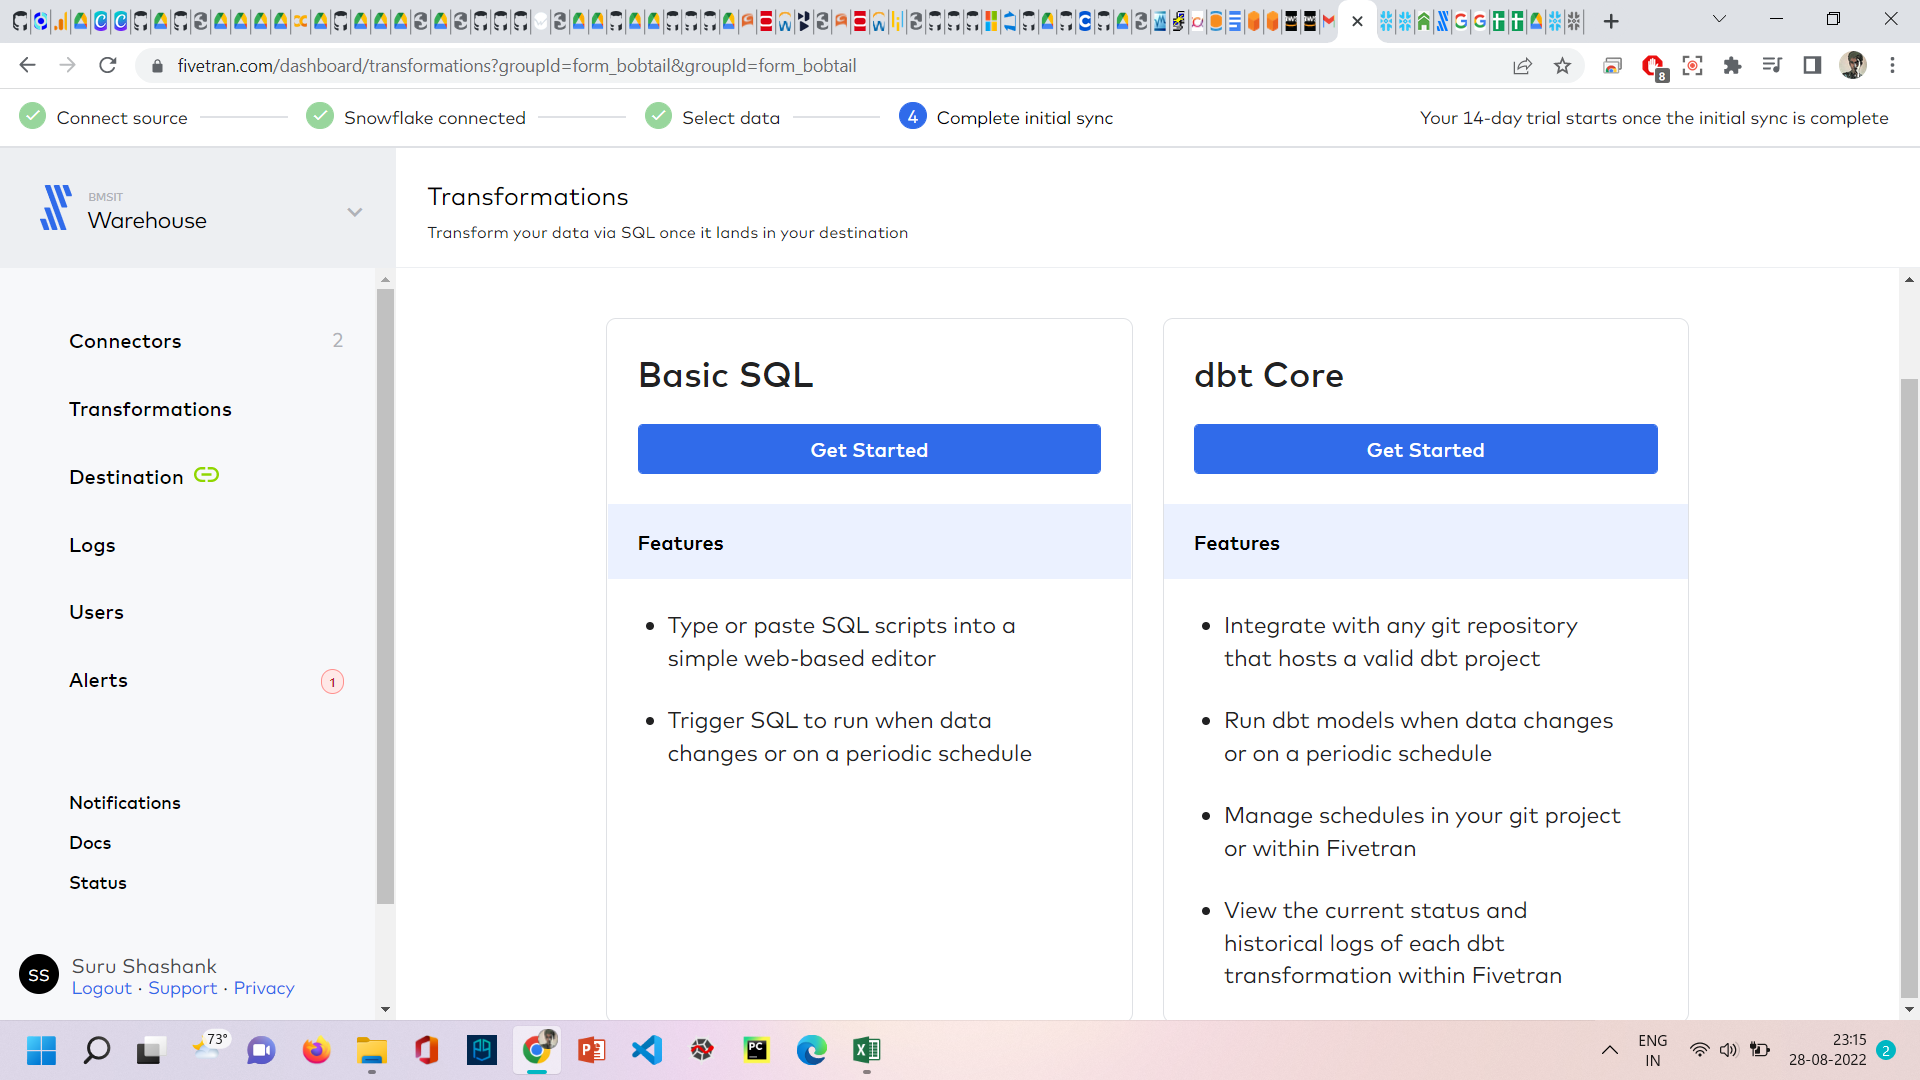 fivetran.com/dashboard/transformations?groupId=form_bobtail&groupId=form_bobtail
8
Connect source
Snowflake connected
Select data
4 Complete initial sync
Your 14-day trial starts once the initial sync is complete
BMSIT
Warehouse
Transformations
Transform your data via SQL once it lands in your destination
Connectors 2
Transformations
Destination
Logs
Users
Alerts 1
Notifications
Docs
Status
SS
Suru Shashank
Logout · Support · Privacy
Basic SQL
Get Started
Features
• Type or paste SQL scripts into a
simple web-based editor
• Trigger SQL to run when data
changes or on a periodic schedule
dbt Core
Get Started
Features
• Integrate with any git repository
that hosts a valid dbt project
• Run dbt models when data changes
or on a periodic schedule
• Manage schedules in your git project
or within Fivetran
• View the current status and
historical logs of each dbt
transformation within Fivetran
73°
PC
ENG
IN
23:15
28-08-2022
2